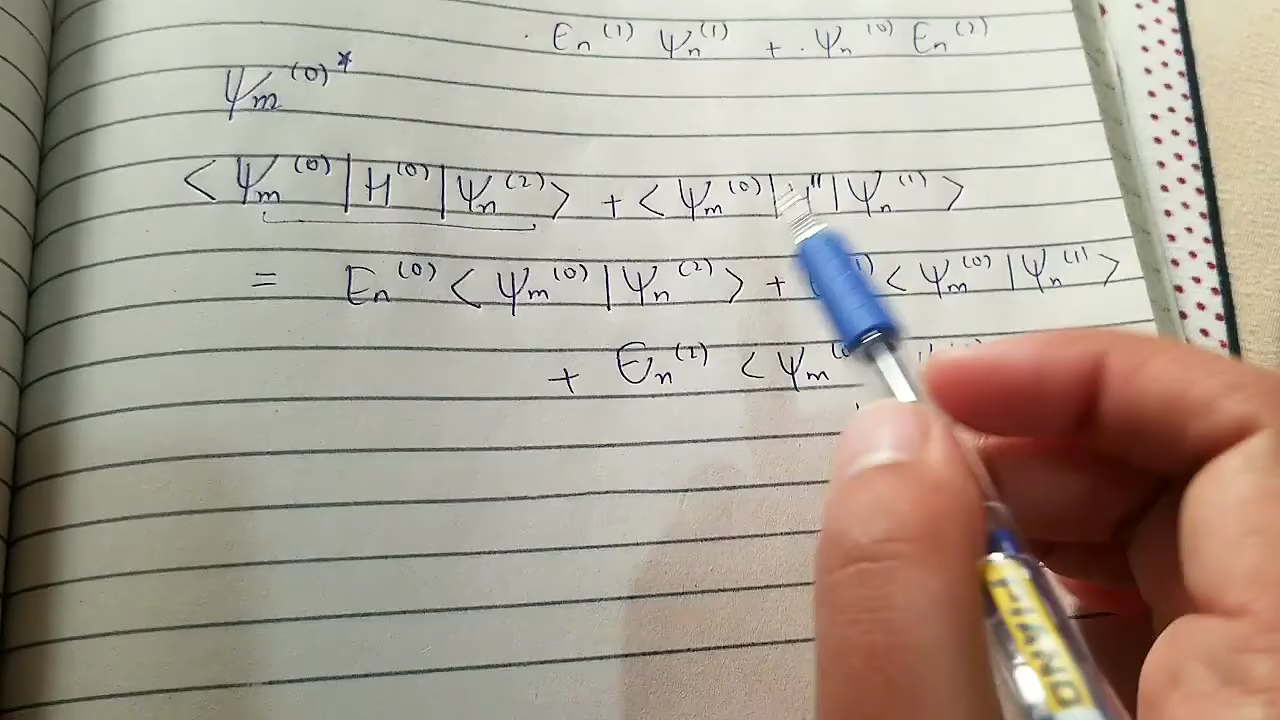 . Eₙ⁽¹⁾ Ψₙ⁽¹⁾ + . Ψₙ⁽⁰⁾ Eₙ⁽²⁾
Ψₘ⁽⁰⁾*
< Ψₘ⁽⁰⁾ | H⁽⁰⁾ | Ψₙ⁽²⁾ > + < Ψₘ⁽⁰⁾ | | Ψₙ⁽¹⁾ >
= Eₙ⁽⁰⁾ < Ψₘ⁽⁰⁾ | Ψₙ⁽²⁾ > + < Ψₘ⁽⁰⁾ | Ψₙ⁽¹⁾ >
+ Eₙ⁽²⁾ < Ψₘ
PIANO